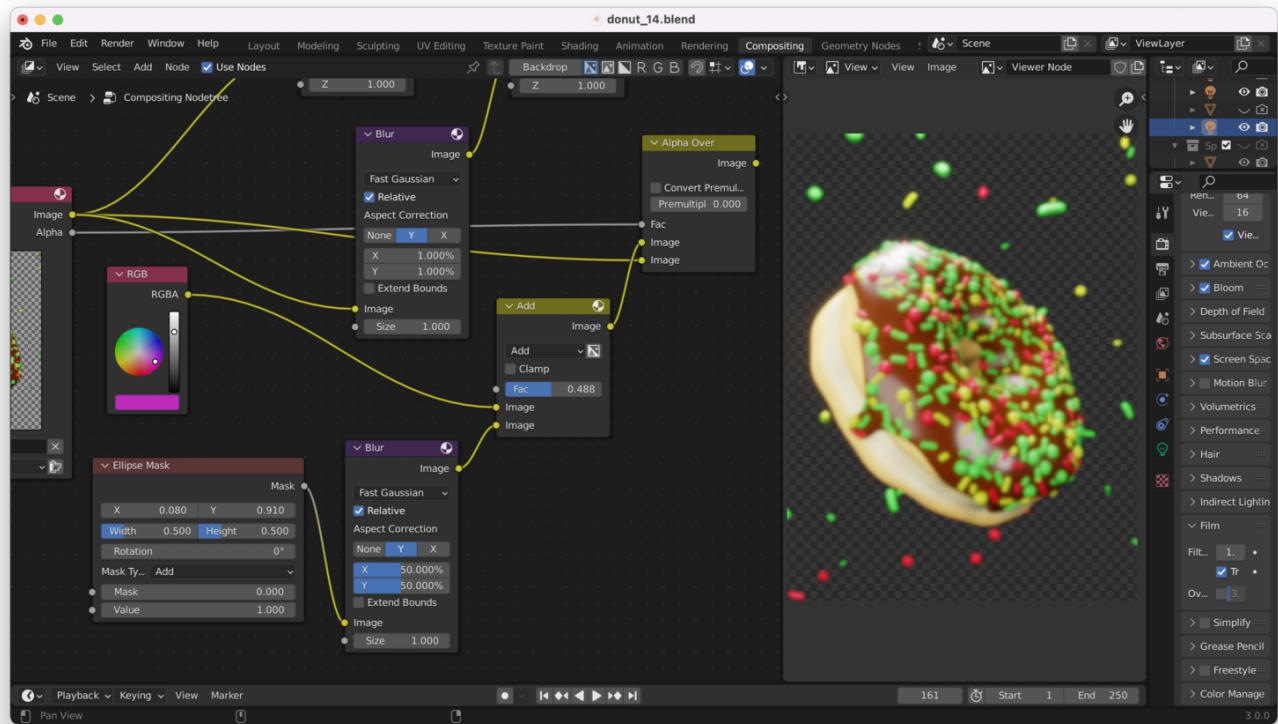 donut_14.blend
File Edit Render Window Help Layout Modeling Sculpting UV Editing Texture Paint Shading Animation Rendering Compositing Geometry Nodes Scene ViewLayer
View Select Add Node Use Nodes Backdrop R G B View View Image Viewer Node
Scene > Compositing Nodetree
Z 1.000
Z 1.000
Image
Alpha
RGB
RGBA
Blur
Image
Fast Gaussian
Relative
Aspect Correction
None Y X
X 1.000%
Y 1.000%
Extend Bounds
Image
Size 1.000
Alpha Over
Image
Convert Premul...
Premultipl 0.000
Fac
Image
Image
Add
Image
Add
Clamp
Fac 0.488
Image
Image
Ellipse Mask
Mask
X 0.080 Y 0.910
Width 0.500 Height 0.500
Rotation 0°
Mask Ty... Add
Mask 0.000
Value 1.000
Blur
Image
Fast Gaussian
Relative
Aspect Correction
None Y X
X 50.000%
Y 50.000%
Extend Bounds
Image
Size 1.000
Sp
Ren... 64
Vie... 16
Vie...
Ambient Oc
Bloom
Depth of Field
Subsurface Sca
Screen Spac
Motion Blur
Volumetrics
Performance
Hair
Shadows
Indirect Lightin
Film
Filt... 1.
Tr
Ov... 3.
Simplify
Grease Pencil
Freestyle
Color Manage
Playback Keying View Marker 161 Start 1 End 250
Pan View 3.0.0